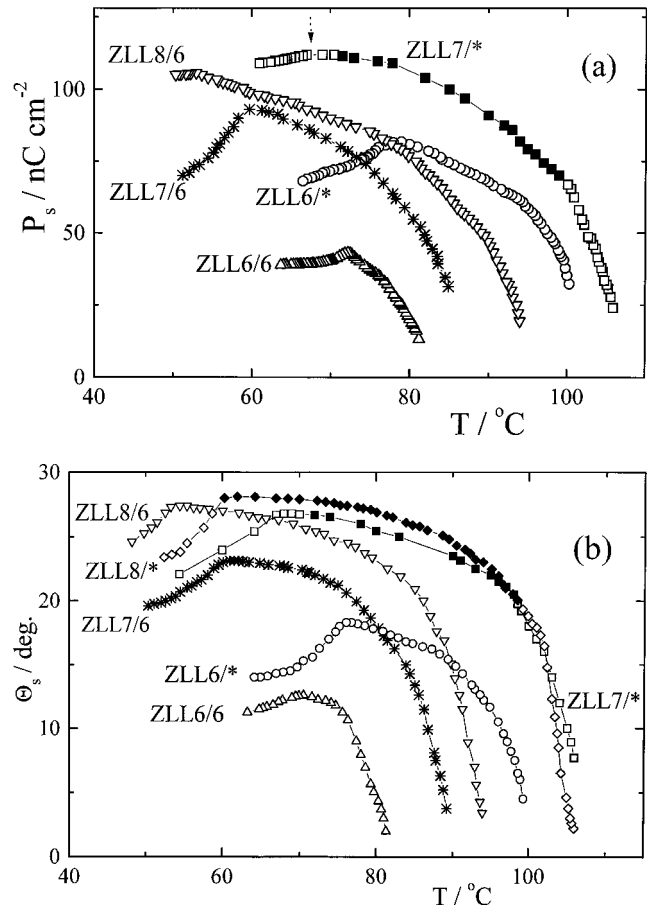 ZLL8/6
ZLL7/*
(a)
100
ZLL7/6
ZLL6/*
50
ZLL6/6
0
P_s / nC cm^-2
40 60 80 100
T / °C
30
(b)
ZLL8/6
ZLL8/*
20
ZLL7/6
ZLL6/*
ZLL7/*
10
ZLL6/6
0
Θ_s / deg.
40 60 80 100
T / °C